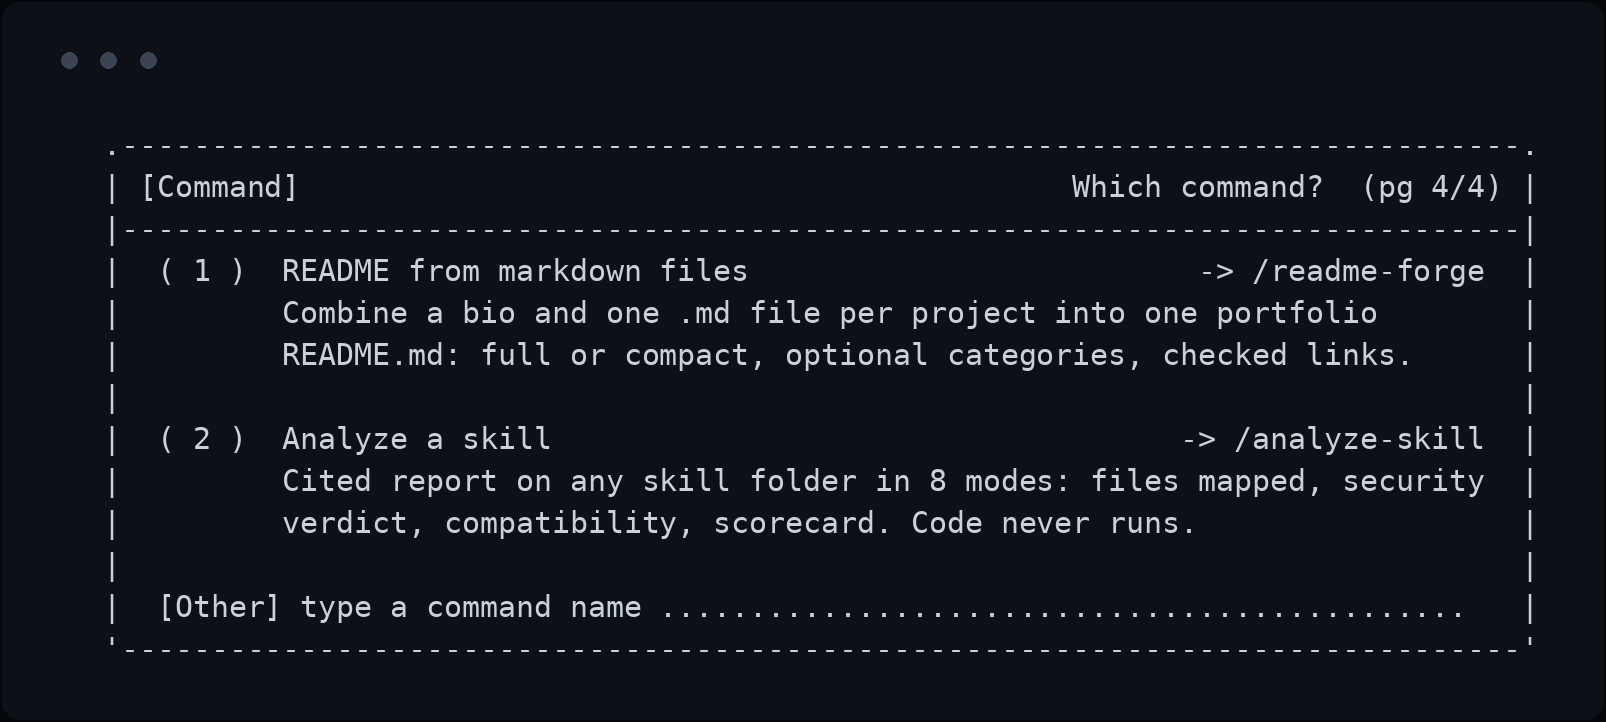 .------------------------------------------------------------------------------.
| [Command]                                           Which command?  (pg 4/4) |
|------------------------------------------------------------------------------|
|  ( 1 )  README from markdown files                         -> /readme-forge  |
|         Combine a bio and one .md file per project into one portfolio        |
|         README.md: full or compact, optional categories, checked links.      |
|                                                                              |
|  ( 2 )  Analyze a skill                                   -> /analyze-skill  |
|         Cited report on any skill folder in 8 modes: files mapped, security  |
|         verdict, compatibility, scorecard. Code never runs.                  |
|                                                                              |
|  [Other] type a command name .............................................   |
'------------------------------------------------------------------------------'